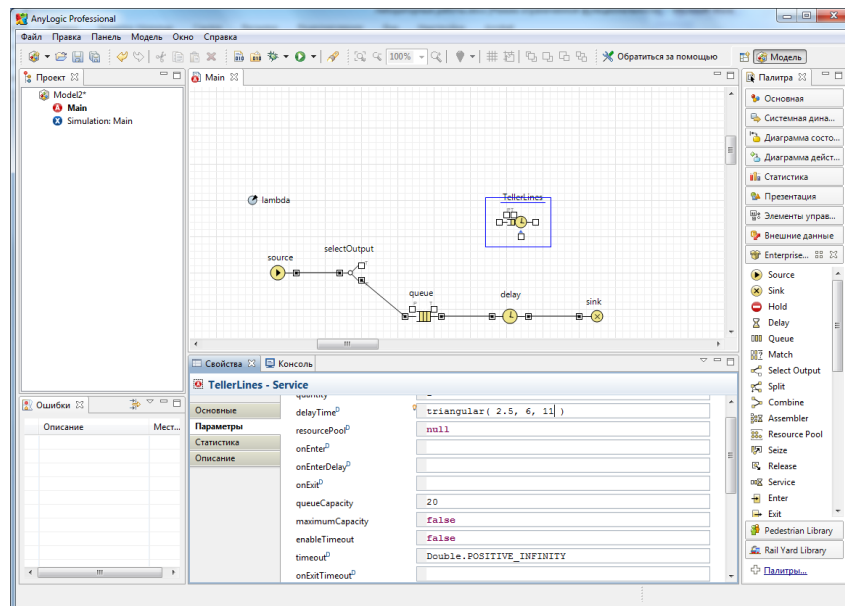 AnyLogic Professional
Файл Правка Панель Модель Окно Справка
100%
Обратиться за помощью
Модель
Проект
Model2*
Main
Simulation: Main
Main
lambda
TellerLines
source
selectOutput
queue
delay
sink
Палитра
Основная
Системная дина...
Диаграмма состо...
Диаграмма дейст...
Статистика
Презентация
Элементы управ...
Внешние данные
Enterprise...
Source
Sink
Hold
Delay
Queue
Match
Select Output
Split
Combine
Assembler
Resource Pool
Seize
Release
Service
Enter
Exit
Pedestrian Library
Rail Yard Library
Палитры...
Ошибки
Описание Мест...
Свойства Консоль
TellerLines - Service
Основные
Параметры
Статистика
Описание
quantity
delayTime D triangular( 2.5, 6, 11 )
resourcePool D null
onEnter D
onEnterDelay D
onExit D
queueCapacity 20
maximumCapacity false
enableTimeout false
timeout D Double.POSITIVE_INFINITY
onExitTimeout D